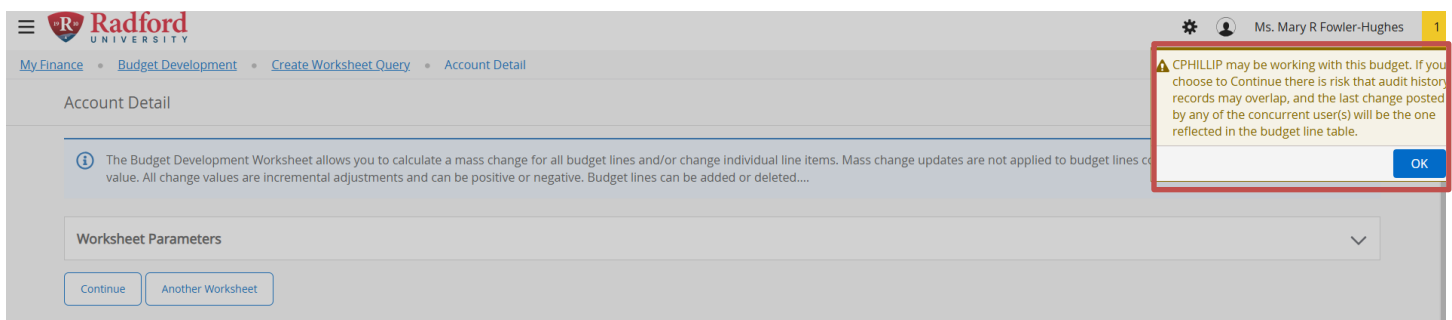 Radford
UNIVERSITY
Ms. Mary R Fowler-Hughes
1
My Finance • Budget Development • Create Worksheet Query • Account Detail
CPHILLIP may be working with this budget. If you
choose to Continue there is risk that audit history
records may overlap, and the last change posted
by any of the concurrent user(s) will be the one
reflected in the budget line table.
OK
Account Detail
The Budget Development Worksheet allows you to calculate a mass change for all budget lines and/or change individual line items. Mass change updates are not applied to budget lines
value. All change values are incremental adjustments and can be positive or negative. Budget lines can be added or deleted....
Worksheet Parameters
Continue
Another Worksheet